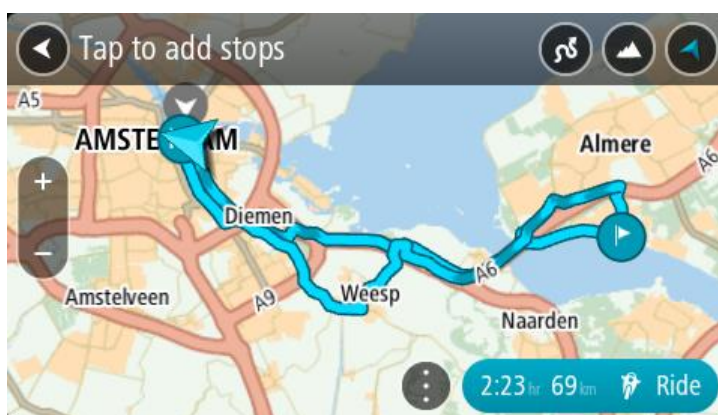 Tap to add stops
A5
AMSTE AM
Almere
A6
Diemen
A6
Amstelveen
A9
Weesp
Naarden
2:23 hr 69 km Ride